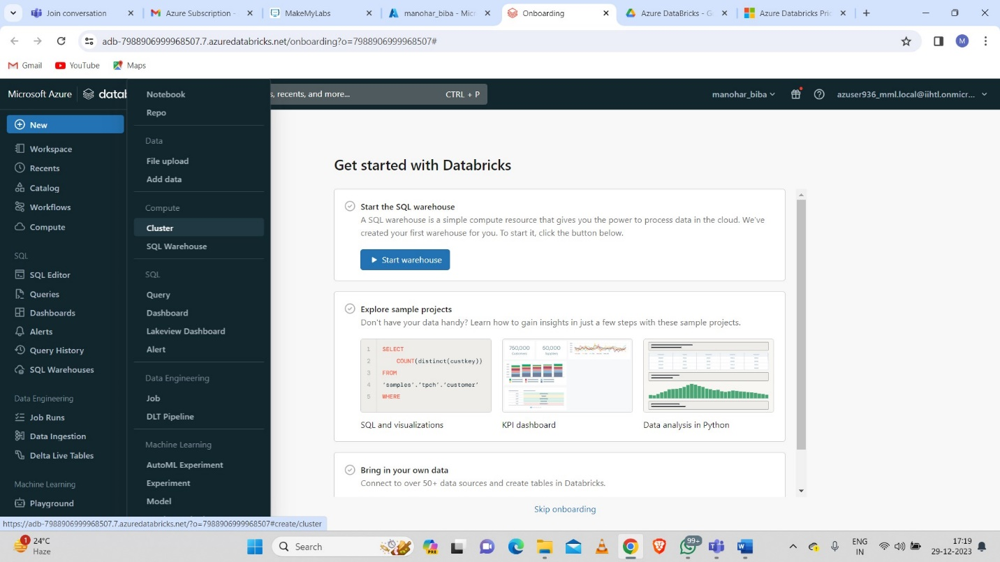 Join conversation
Azure Subscription -
MakeMyLabs
manohar_biba - Micr
Onboarding
Azure DataBricks - G
Azure Databricks Pric
adb-7988906999968507.7.azuredatabricks.net/onboarding?o=7988906999968507#
M
Gmail
YouTube
Maps
Microsoft Azure
datab
s, recents, and more...
CTRL + P
manohar_biba
azuser936_mml.local@iihtl.onmicr...
New
Workspace
Recents
Catalog
Workflows
Compute
SQL
SQL Editor
Queries
Dashboards
Alerts
Query History
SQL Warehouses
Data Engineering
Job Runs
Data Ingestion
Delta Live Tables
Machine Learning
Playground
Notebook
Repo
Data
File upload
Add data
Compute
Cluster
SQL Warehouse
SQL
Query
Dashboard
Lakeview Dashboard
Alert
Data Engineering
Job
DLT Pipeline
Machine Learning
AutoML Experiment
Experiment
Model
Get started with Databricks
Start the SQL warehouse
A SQL warehouse is a simple compute resource that gives you the power to process data in the cloud. We've
created your first warehouse for you. To start it, click the button below.
Start warehouse
Explore sample projects
Don't have your data handy? Learn how to gain insights in just a few steps with these sample projects.
1 SELECT
2 COUNT(distinct(custkey))
3 FROM
4 'samples'.'tpch'.'customer'
5 WHERE
760,000
Customers
60,000
Suppliers
SQL and visualizations
KPI dashboard
Data analysis in Python
Bring in your own data
Connect to over 50+ data sources and create tables in Databricks.
Skip onboarding
https://adb-7988906999968507.7.azuredatabricks.net/?o=7988906999968507#create/cluster
1
24°C
Haze
Search
PRE
99+
ENG
IN
17:19
29-12-2023